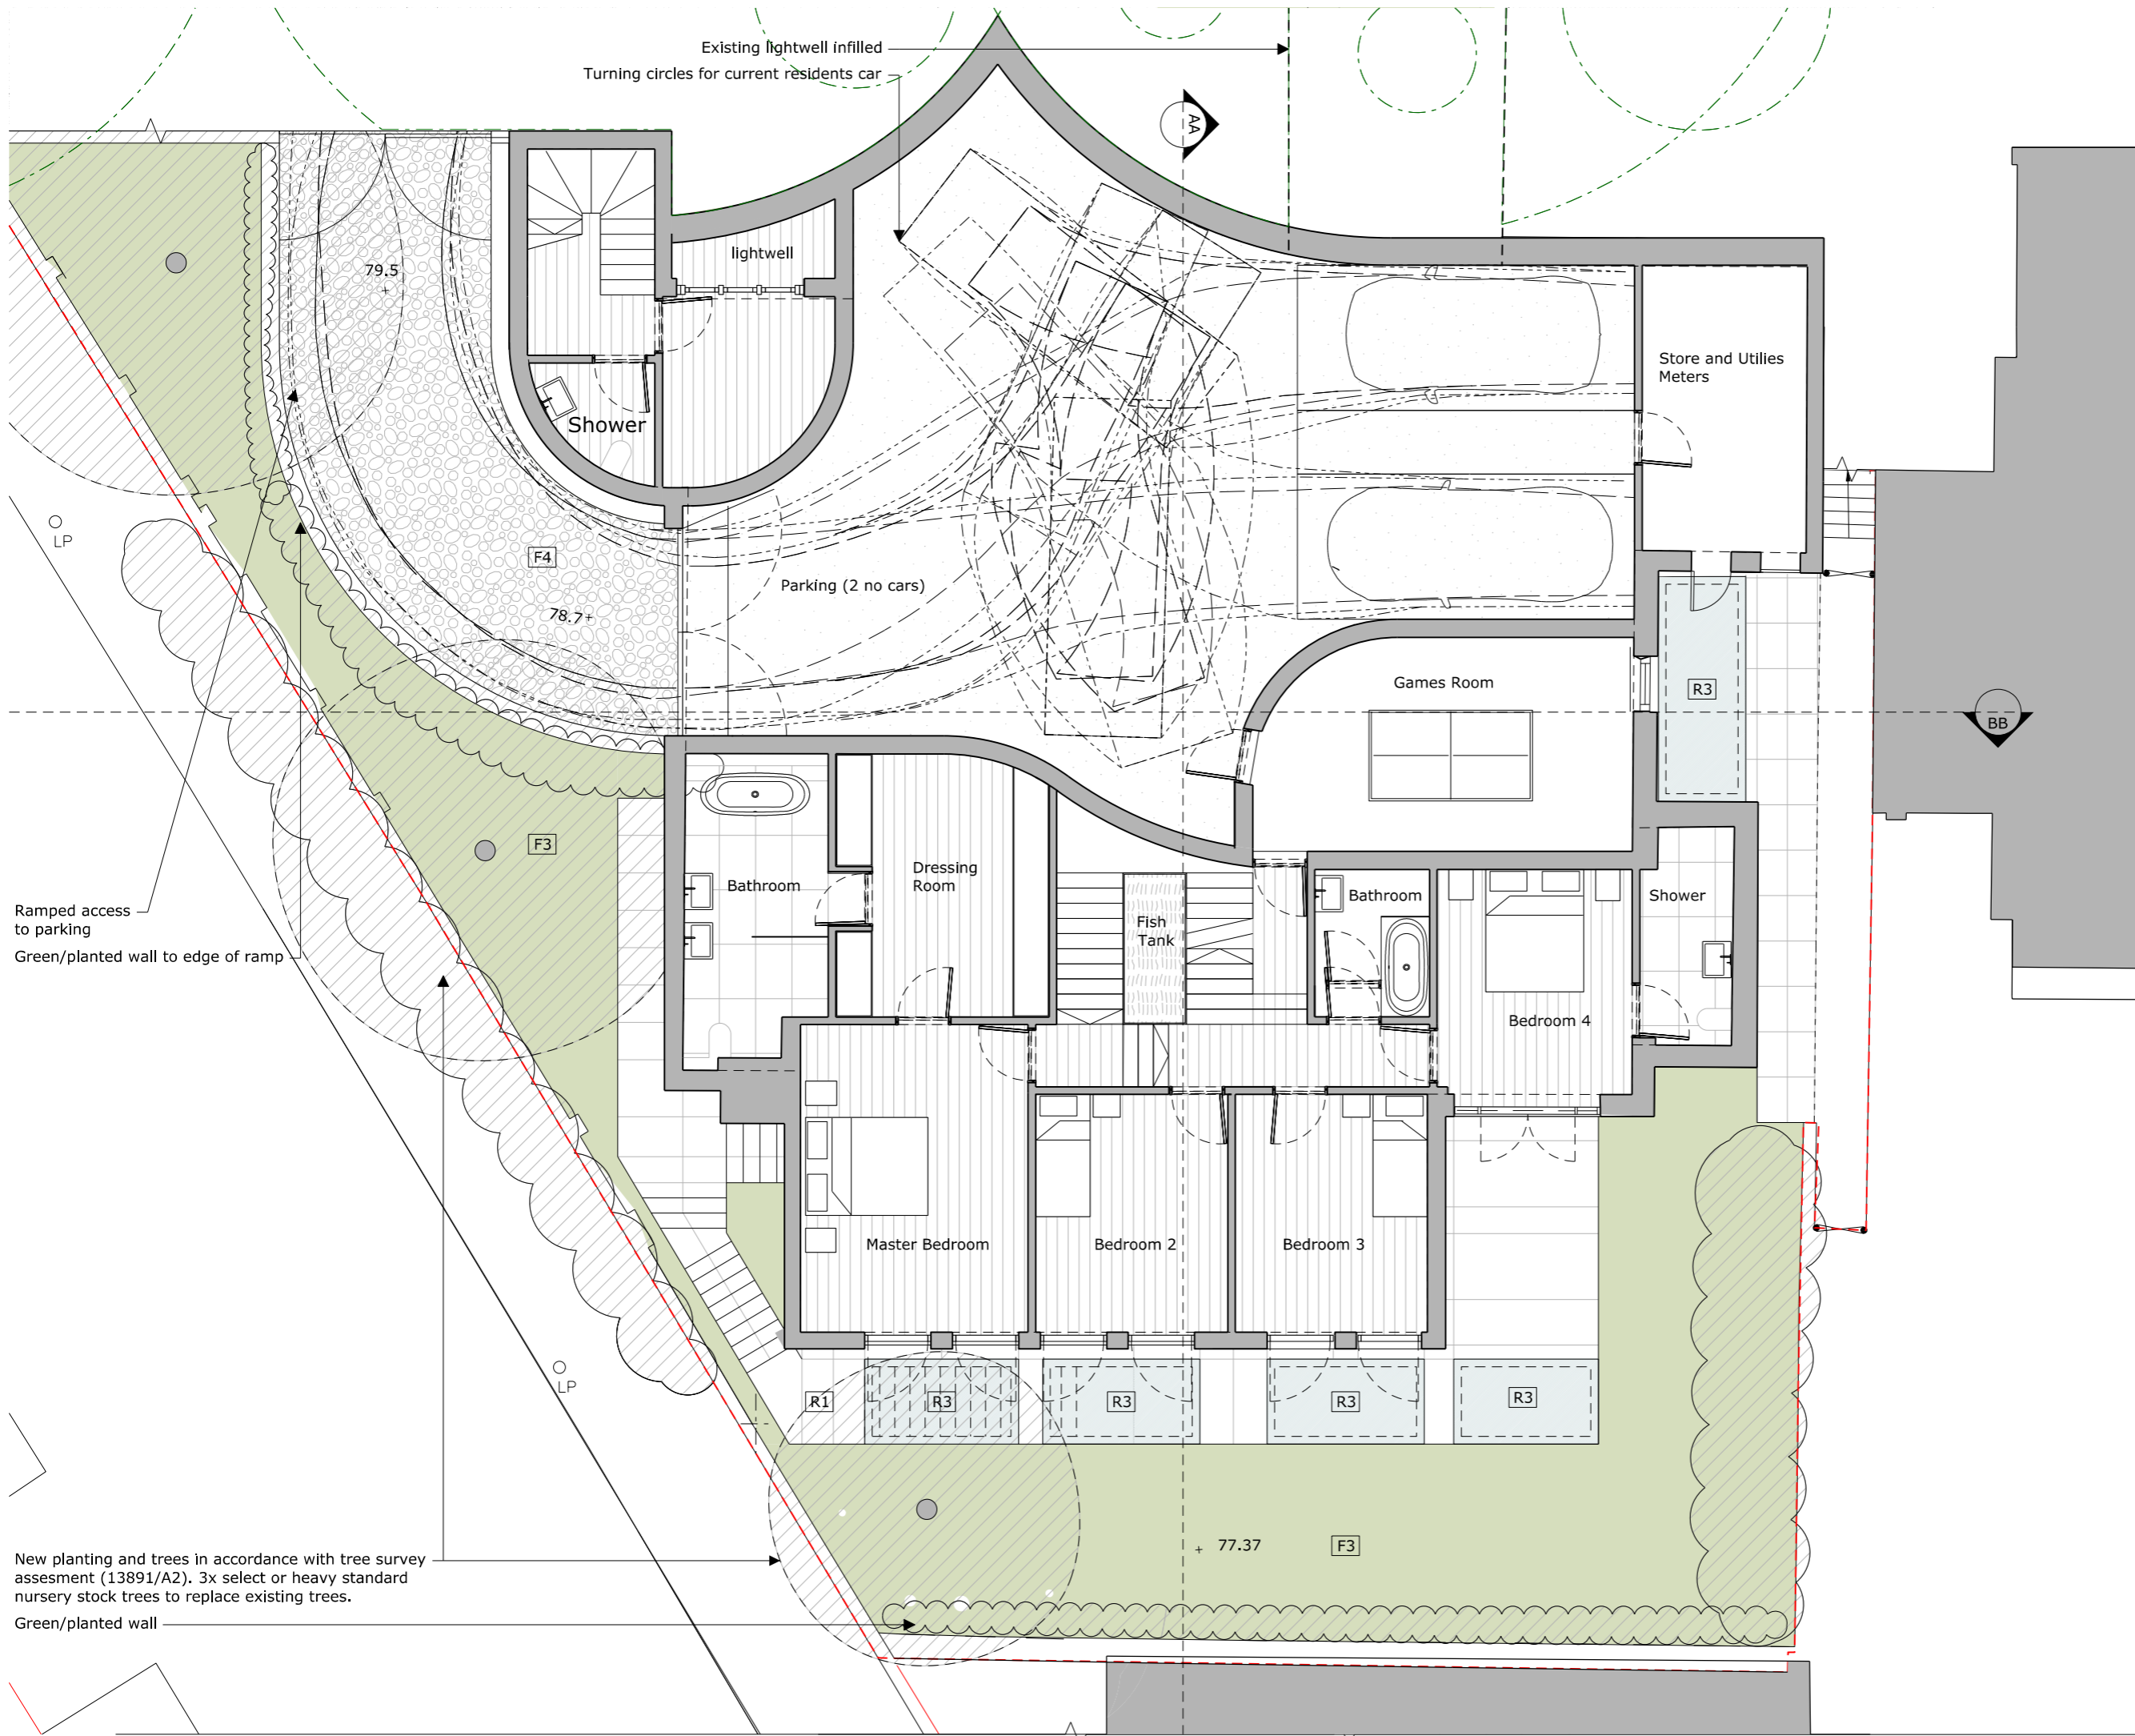 Existing lightwell infilled
Turning circles for current residents car
AA
lightwell
79.5
Store and Utilies
Meters
Shower
LP
F4
Parking (2 no cars)
78.7
Games Room
R3
BB
F3
Bathroom
Dressing
Room
Fish
Tank
Bathroom
Shower
Ramped access
to parking
Green/planted wall to edge of ramp
Bedroom 4
Master Bedroom
Bedroom 2
Bedroom 3
LP
R1
R3
R3
R3
R3
77.37
F3
New planting and trees in accordance with tree survey
assesment (13891/A2). 3x select or heavy standard
nursery stock trees to replace existing trees.
Green/planted wall